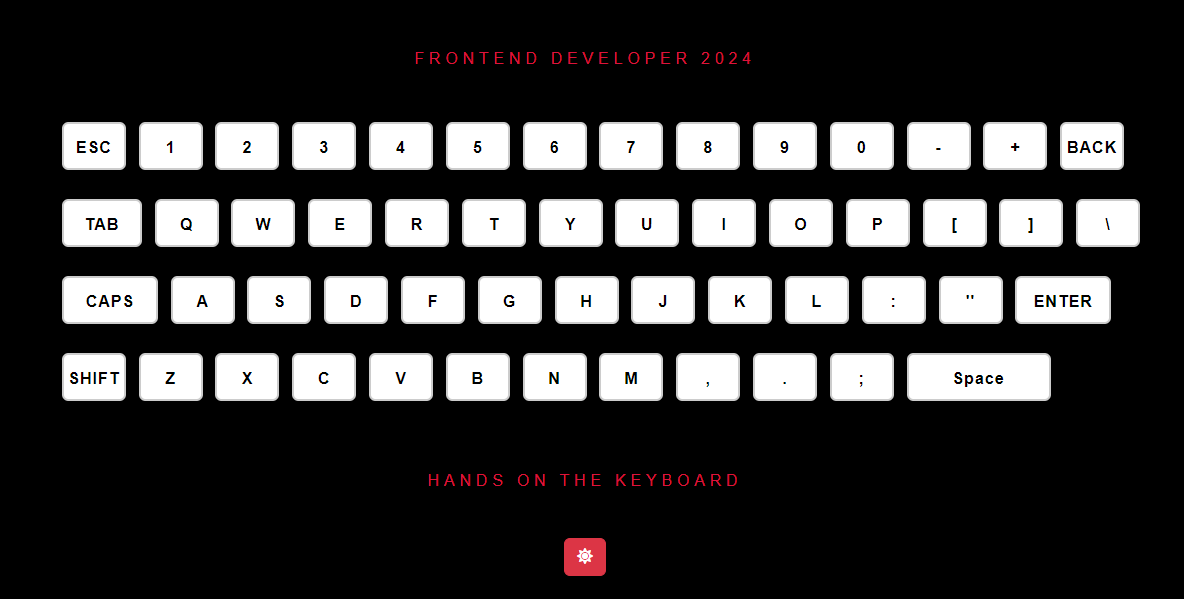 FRONTEND DEVELOPER 2024
ESC 1 2 3 4 5 6 7 8 9 0 - + BACK
TAB Q W E R T Y U I O P [ ] \
CAPS A S D F G H J K L : " ENTER
SHIFT Z X C V B N M , . ; Space
HANDS ON THE KEYBOARD